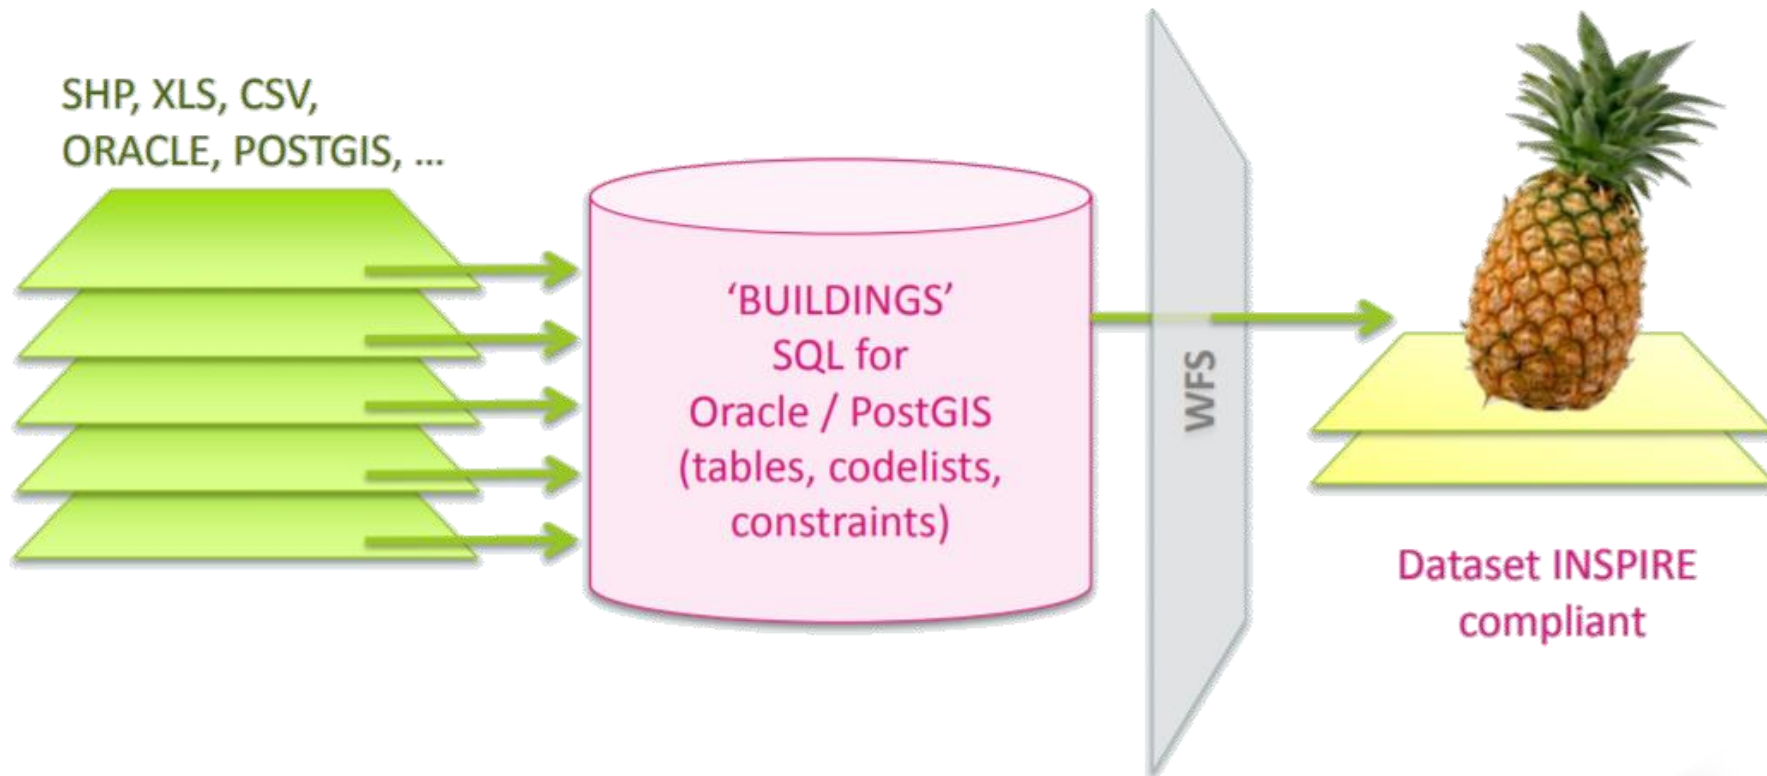 SHP, XLS, CSV,
ORACLE, POSTGIS, ...
‘BUILDINGS’
SQL for
Oracle / PostGIS
(tables, codelists,
constraints)
WFS
Dataset INSPIRE
compliant